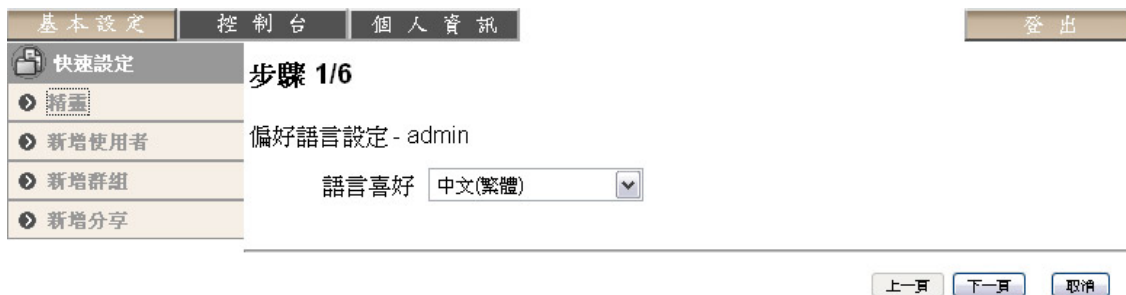 基本設定 控制台 個人資訊 登出
快速設定
精靈
新增使用者
新增群組
新增分享
步驟 1/6
偏好語言設定 - admin
語言喜好 中文(繁體)
上一頁 下一頁 取消